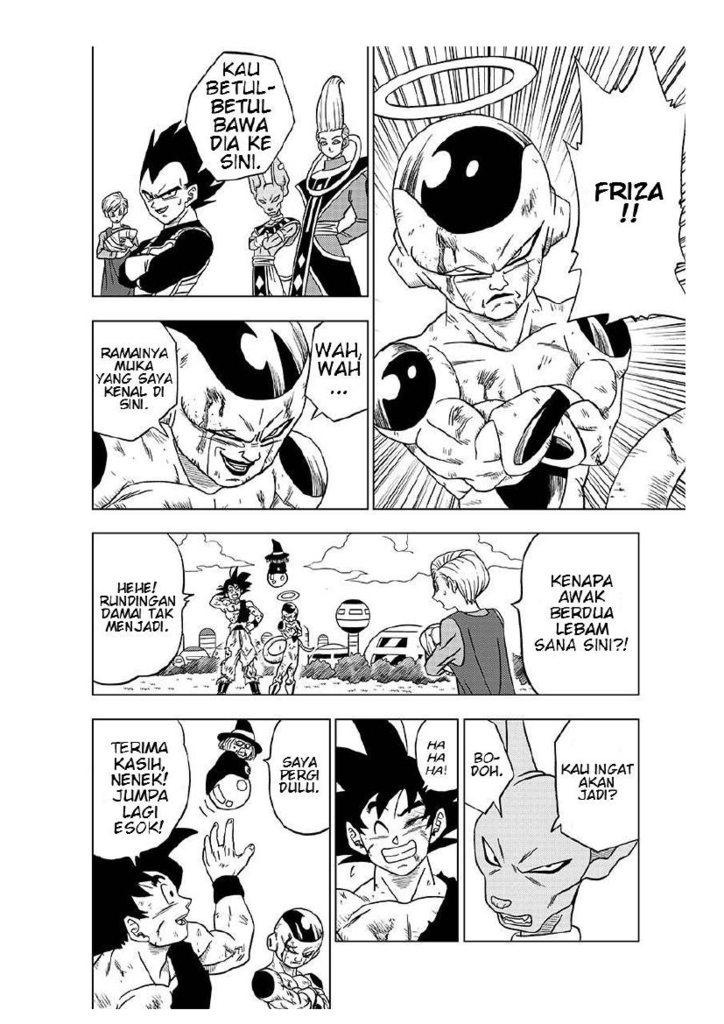 FRIZA
!!
KAU
BETUL-
BETUL
BAWA
DIA KE
SINI.
WAH,
WAH
...
RAMAINYA
MUKA
YANG SAYA
KENAL DI
SINI.
KENAPA
AWAK
BERDUA
LEBAM
SANA SINI?!
HEHE!
RUNDINGAN
DAMAI TAK
MENJADI.
KAU INGAT
AKAN
JADI?
BO-
DOH.
HA
HA
HA!
SAYA
PERGI
DULU.
TERIMA
KASIH,
NENEK!
JUMPA
LAGI
ESOK!